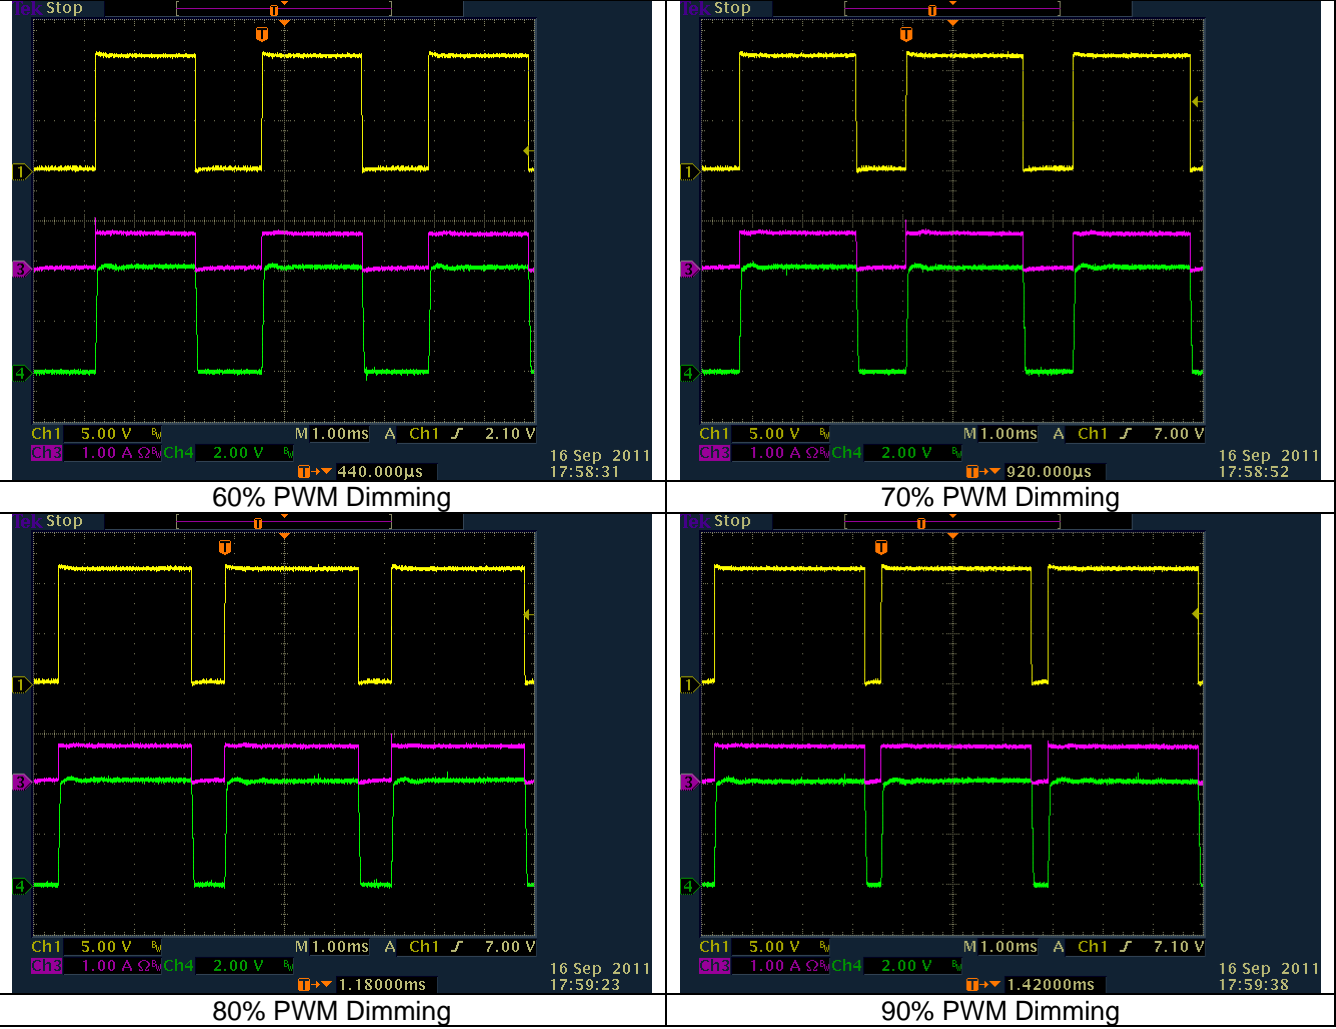 Tek Stop
T
T
1
3
4
Ch1 5.00 V BW M 1.00ms A Ch1 ʃ 2.10 V
Ch3 1.00 A Ω BW Ch4 2.00 V BW
16 Sep 2011
T→▼ 440.000µs 17:58:31
60% PWM Dimming
Tek Stop
T
T
1
3
4
Ch1 5.00 V BW M 1.00ms A Ch1 ʃ 7.00 V
Ch3 1.00 A Ω BW Ch4 2.00 V BW
16 Sep 2011
T→▼ 920.000µs 17:58:52
70% PWM Dimming
Tek Stop
T
T
1
3
4
Ch1 5.00 V BW M 1.00ms A Ch1 ʃ 7.00 V
Ch3 1.00 A Ω BW Ch4 2.00 V BW
16 Sep 2011
T→▼ 1.18000ms 17:59:23
80% PWM Dimming
Tek Stop
T
T
1
3
4
Ch1 5.00 V BW M 1.00ms A Ch1 ʃ 7.10 V
Ch3 1.00 A Ω BW Ch4 2.00 V BW
16 Sep 2011
T→▼ 1.42000ms 17:59:38
90% PWM Dimming